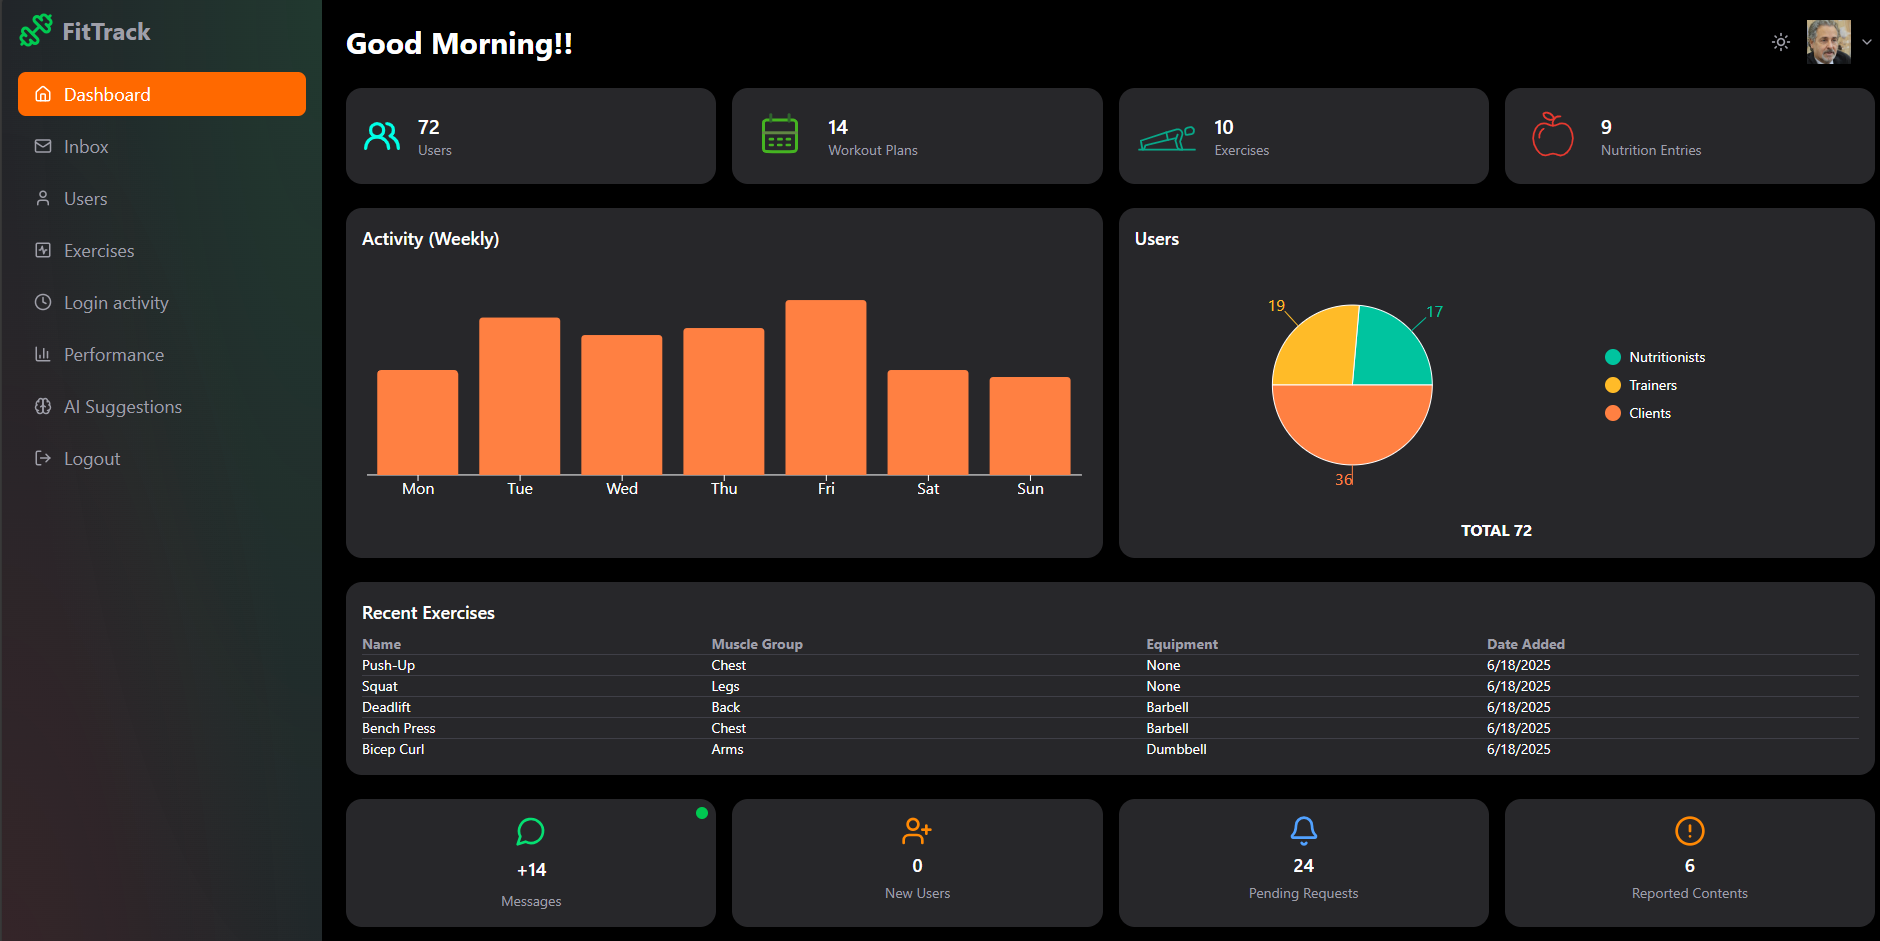 FitTrack
Dashboard
Inbox
Users
Exercises
Login activity
Performance
AI Suggestions
Logout
Good Morning!!
72
Users
14
Workout Plans
10
Exercises
9
Nutrition Entries
Activity (Weekly)
Mon Tue Wed Thu Fri Sat Sun
Users
19
17
36
Nutritionists
Trainers
Clients
TOTAL 72
Recent Exercises
Name Muscle Group Equipment Date Added
Push-Up Chest None 6/18/2025
Squat Legs None 6/18/2025
Deadlift Back Barbell 6/18/2025
Bench Press Chest Barbell 6/18/2025
Bicep Curl Arms Dumbbell 6/18/2025
+14
Messages
0
New Users
24
Pending Requests
6
Reported Contents